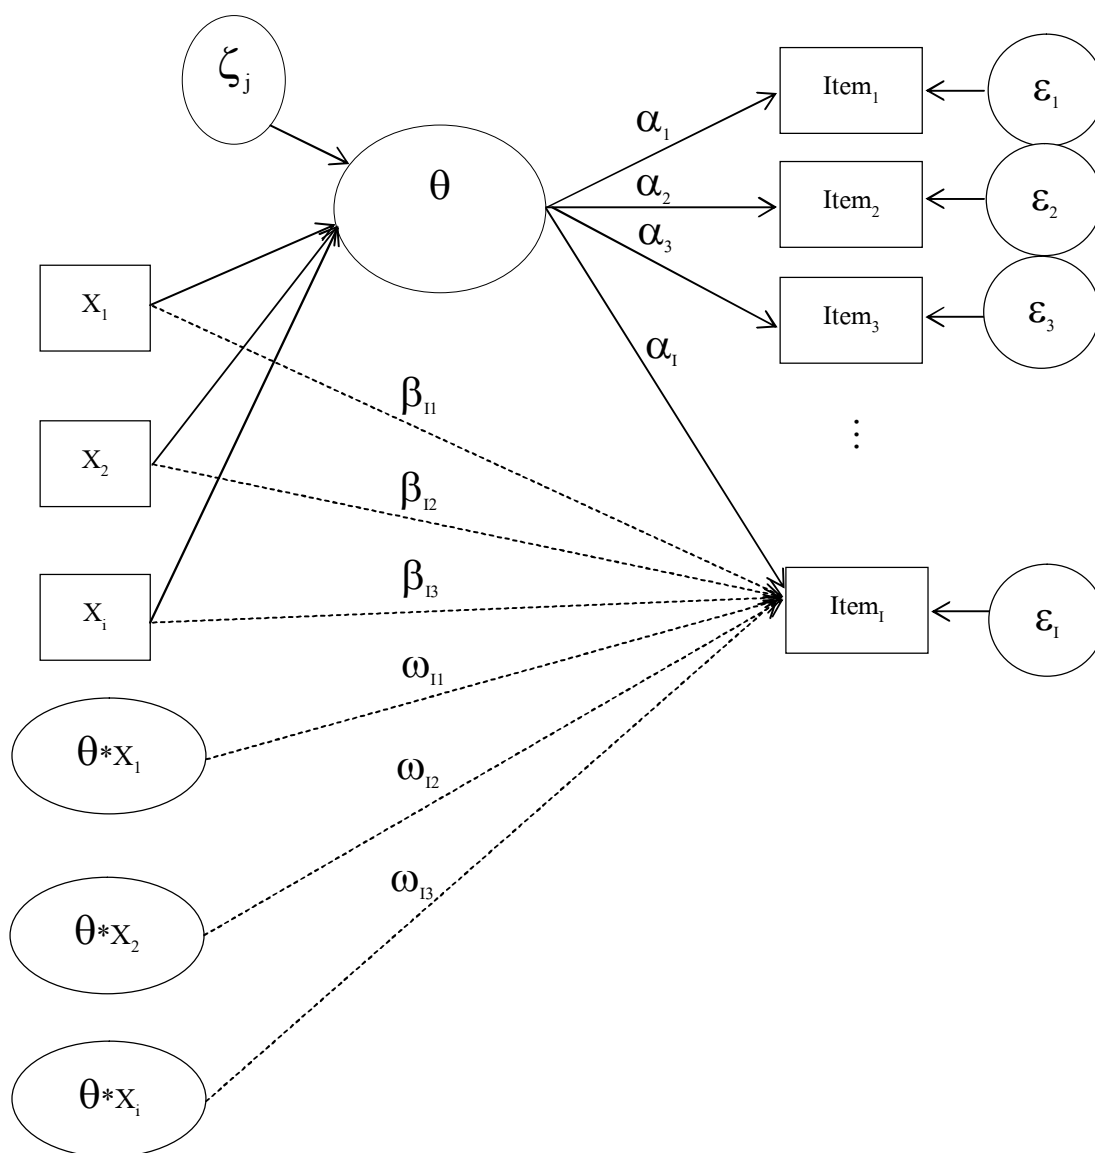 ζj
θ
α1
α2
α3
αI
Item1
ε1
Item2
ε2
Item3
ε3
⋮
X1
X2
Xi
βI1
βI2
βI3
ItemI
εI
ωI1
ωI2
ωI3
θ*X1
θ*X2
θ*Xi